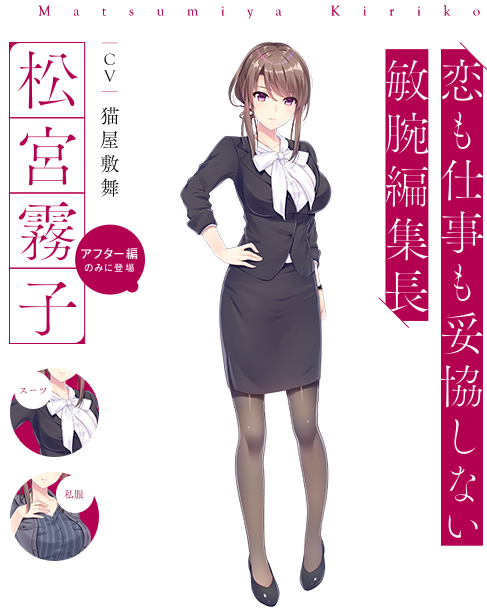 Matsumiya Kiriko
恋も仕事も妥協しない
敏腕編集長
CV
猫屋敷舞
松宮霧子
アフター編
のみに登場
スーツ
私服